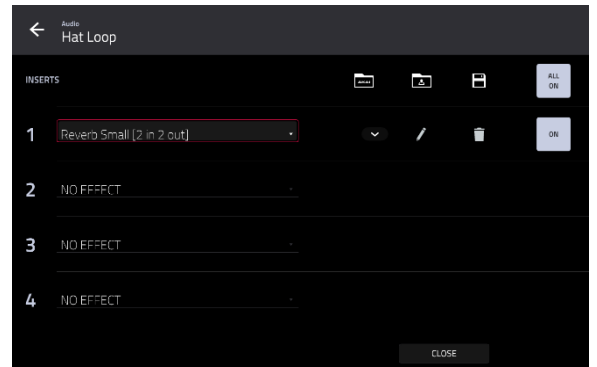 Audio
Hat Loop
INSERTS
ALL
ON
1 Reverb Small [2 in 2 out]
ON
2 NO EFFECT
3 NO EFFECT
4 NO EFFECT
CLOSE